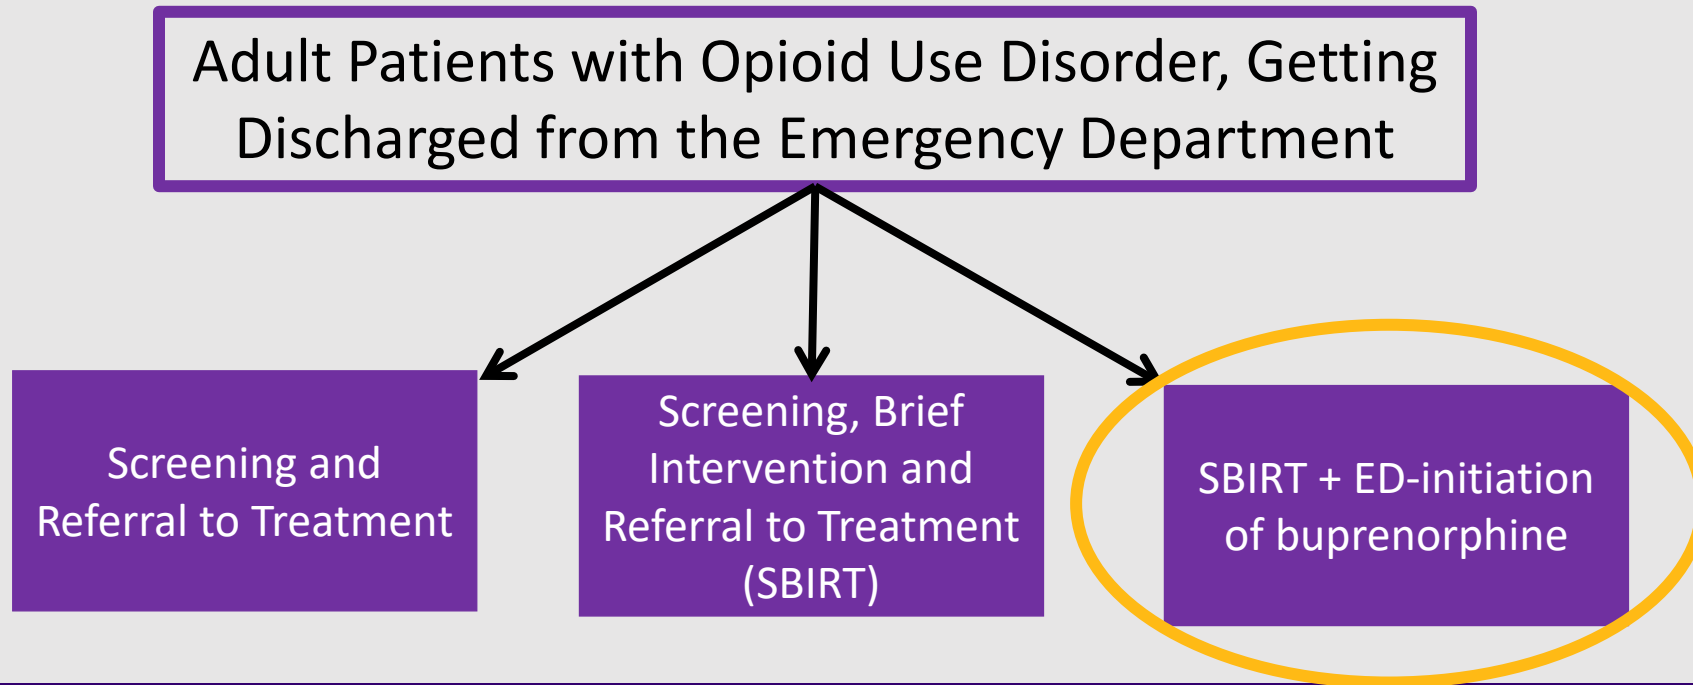 Adult Patients with Opioid Use Disorder, Getting
Discharged from the Emergency Department
Screening and
Referral to Treatment
Screening, Brief
Intervention and
Referral to Treatment
(SBIRT)
SBIRT + ED-initiation
of buprenorphine